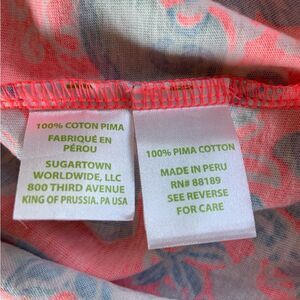 100% COTON PIMA
FABRIQUÉ EN
PÉROU
SUGARTOWN
WORLDWIDE, LLC
800 THIRD AVENUE
KING OF PRUSSIA. PA USA
100% PIMA COTTON
MADE IN PERU
RN# 88189
SEE REVERSE
FOR CARE